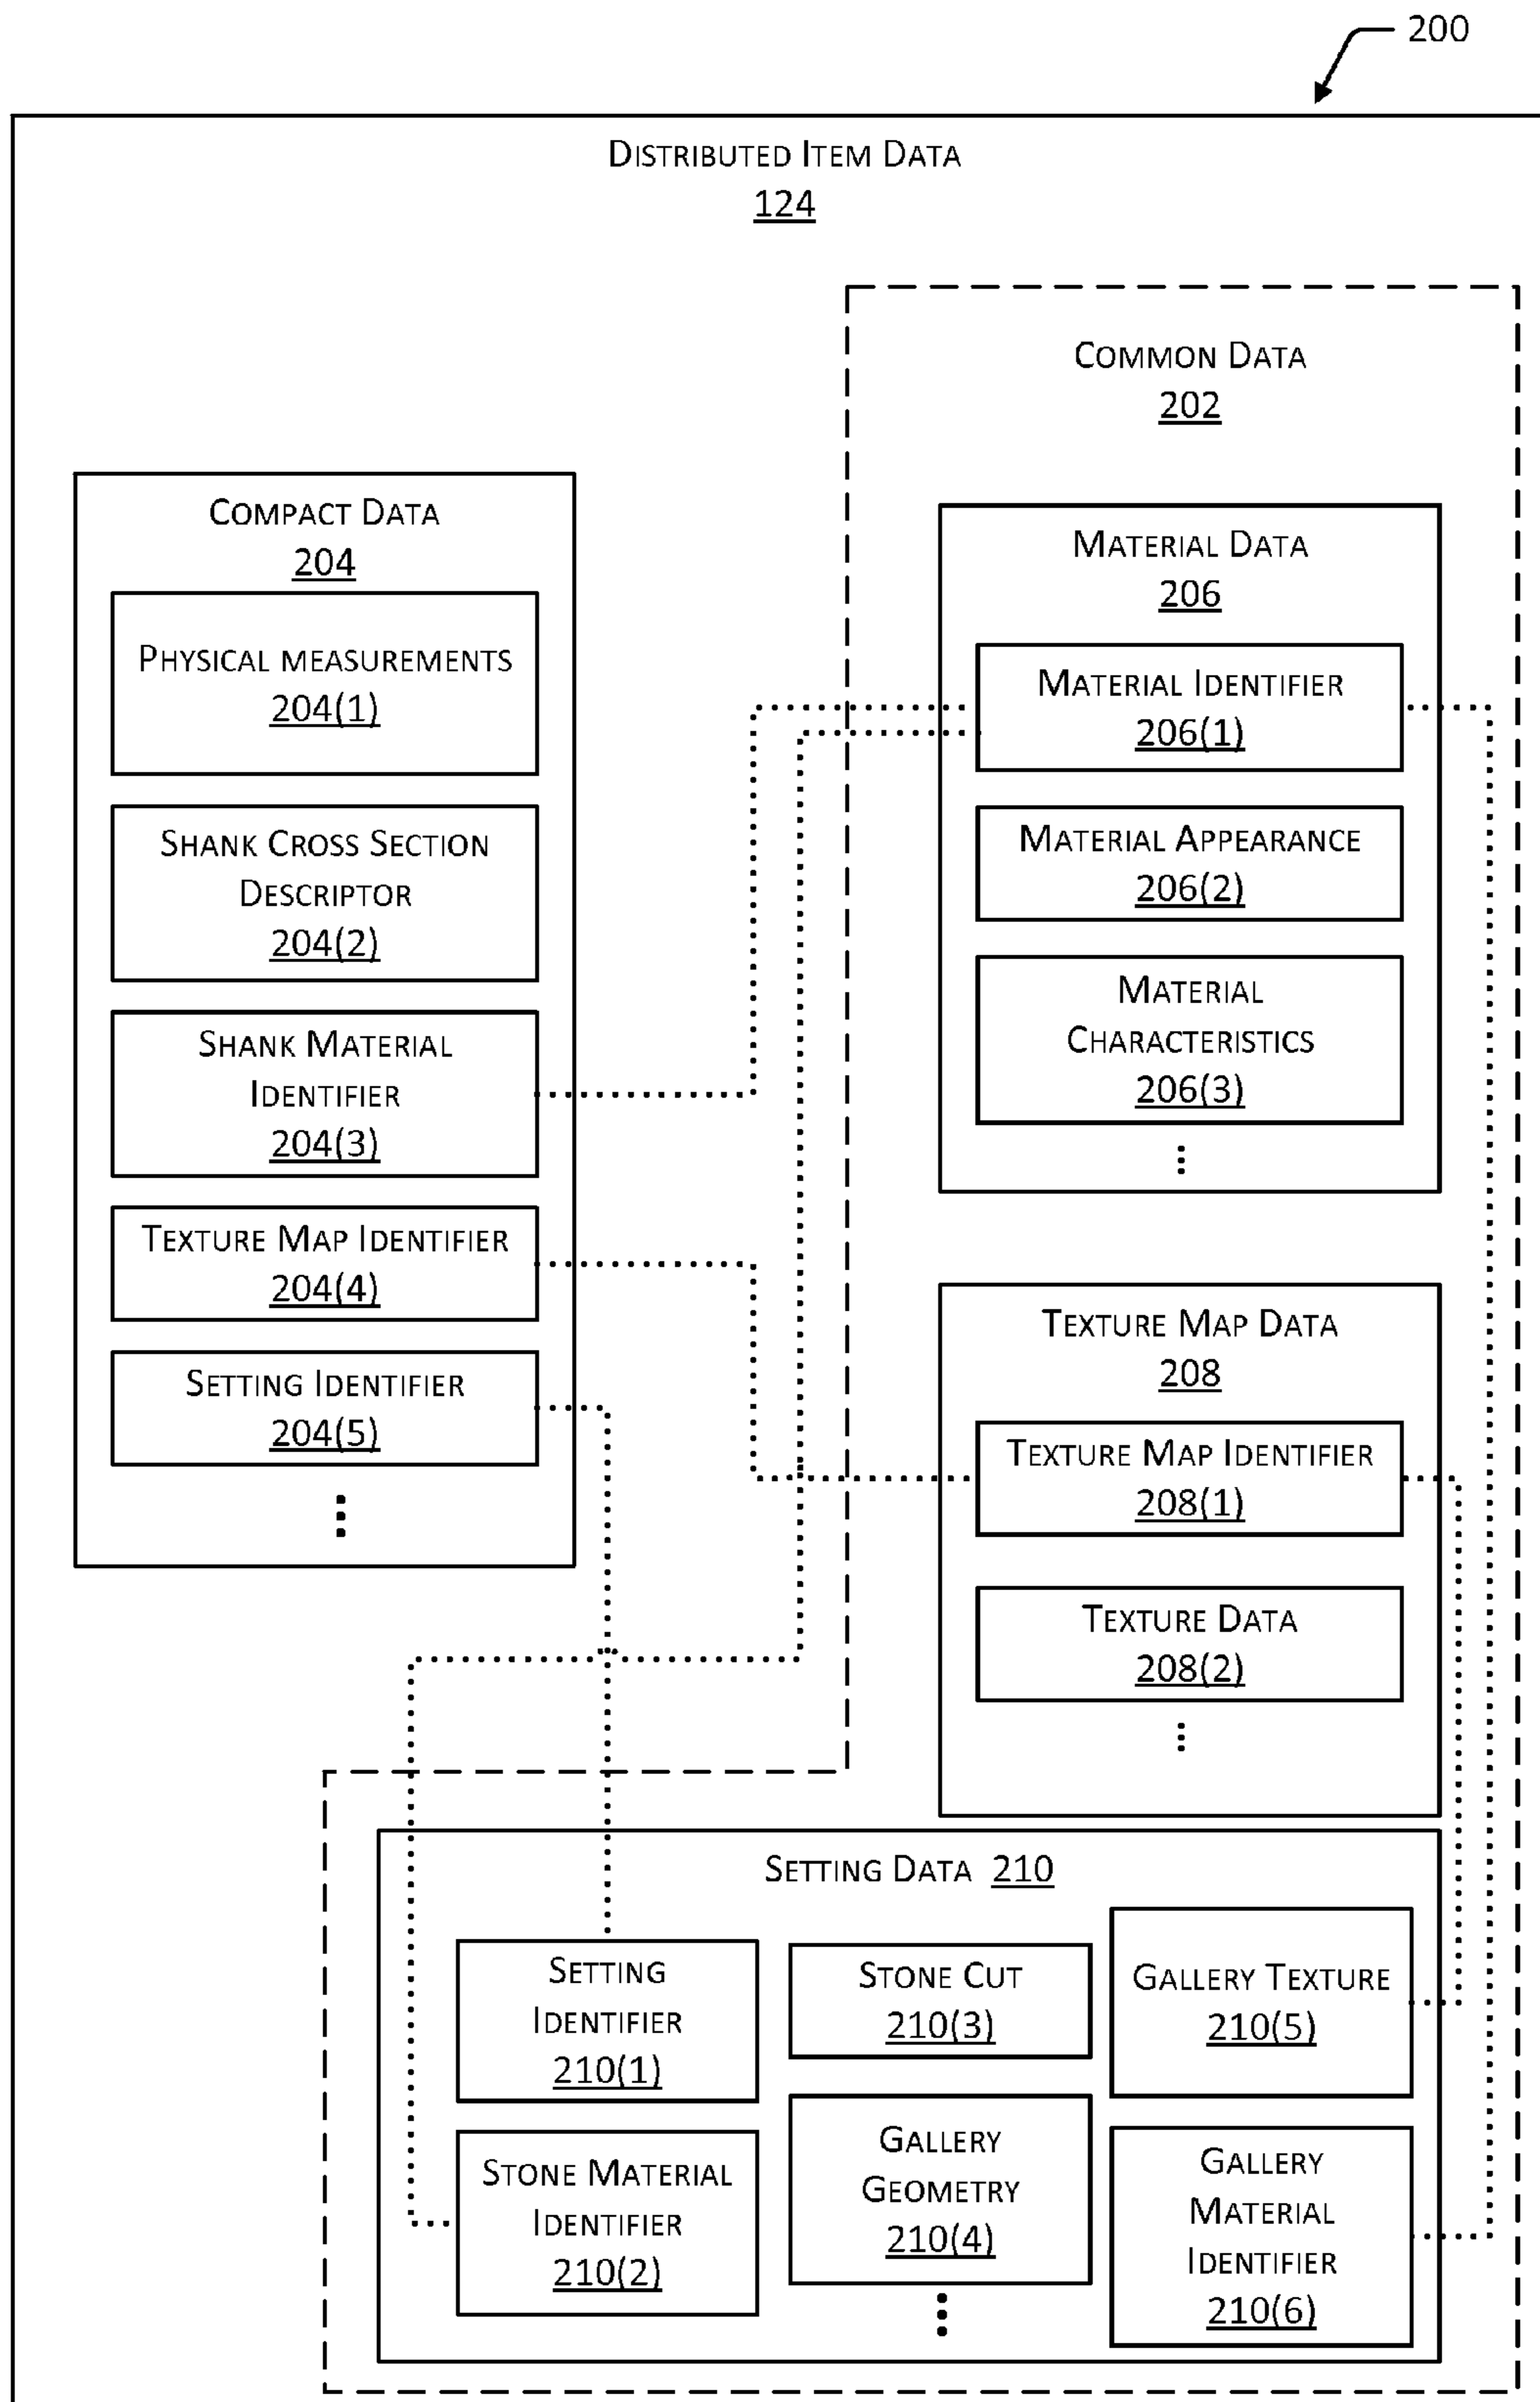 200
DISTRIBUTED ITEM DATA
124
COMMON DATA
202
COMPACT DATA
204
PHYSICAL MEASUREMENTS
204(1)
SHANK CROSS SECTION
DESCRIPTOR
204(2)
SHANK MATERIAL
IDENTIFIER
204(3)
TEXTURE MAP IDENTIFIER
204(4)
SETTING IDENTIFIER
204(5)
MATERIAL DATA
206
MATERIAL IDENTIFIER
206(1)
MATERIAL APPEARANCE
206(2)
MATERIAL
CHARACTERISTICS
206(3)
TEXTURE MAP DATA
208
TEXTURE MAP IDENTIFIER
208(1)
TEXTURE DATA
208(2)
SETTING DATA 210
SETTING
IDENTIFIER
210(1)
STONE MATERIAL
IDENTIFIER
210(2)
STONE CUT
210(3)
GALLERY
GEOMETRY
210(4)
GALLERY TEXTURE
210(5)
GALLERY
MATERIAL
IDENTIFIER
210(6)